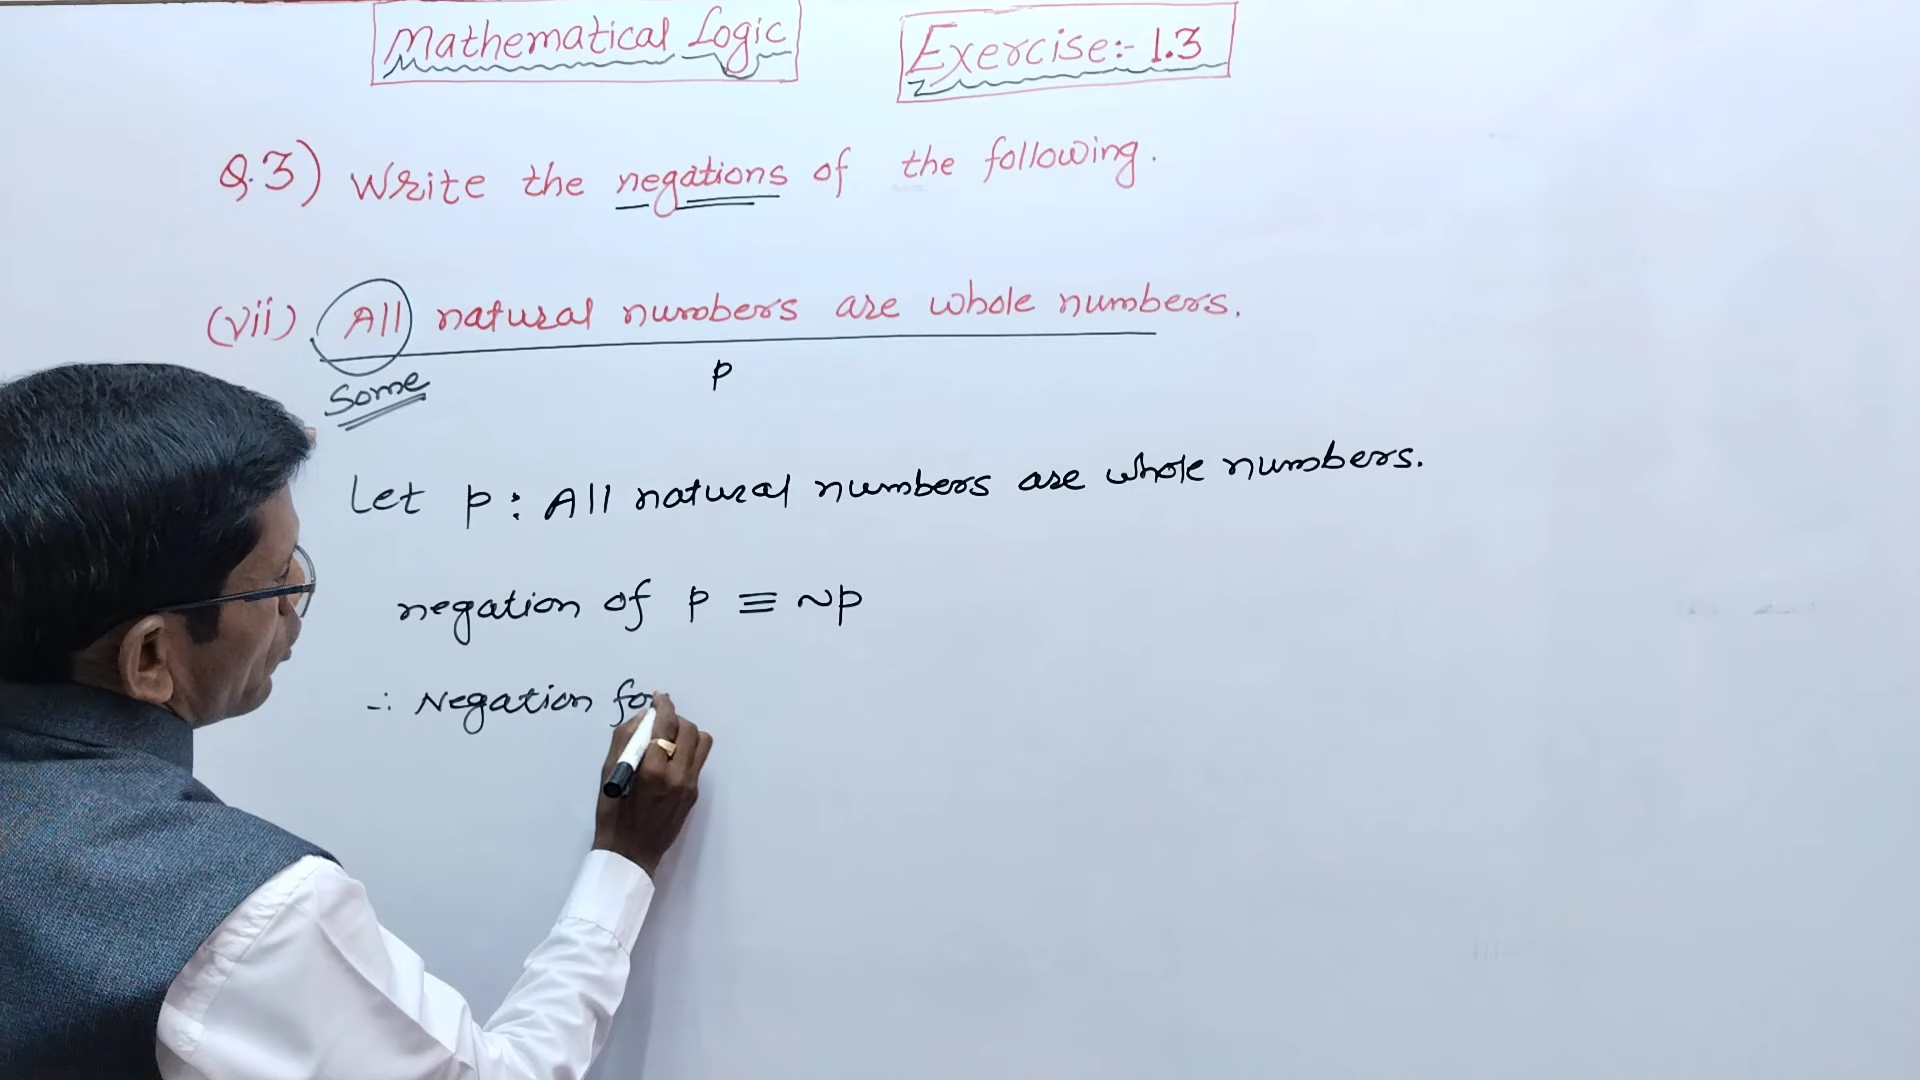 Mathematical Logic Exercise:- 1.3
Q.3) Write the negations of the following.
(vii) All natural numbers are whole numbers.
Some p
Let p : All natural numbers are whole numbers.
negation of p ≡ ~p
∴ Negation for